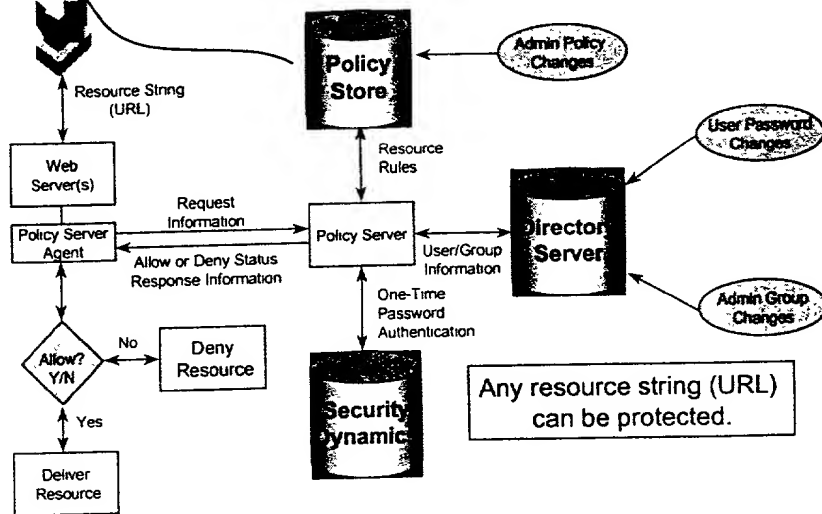 Policy
Store
Admin Policy
Changes
Resource String
(URL)
User Password
Changes
Resource
Rules
Web
Server(s)
Request
Information
Policy Server
Agent
Policy Server
Director
Server
Allow or Deny Status
Response Information
User/Group
Information
One-Time
Password
Authentication
Admin Group
Changes
Allow?
Y/N
No
Deny
Resource
Security
Dynamic
Any resource string (URL)
can be protected.
Yes
Deliver
Resource